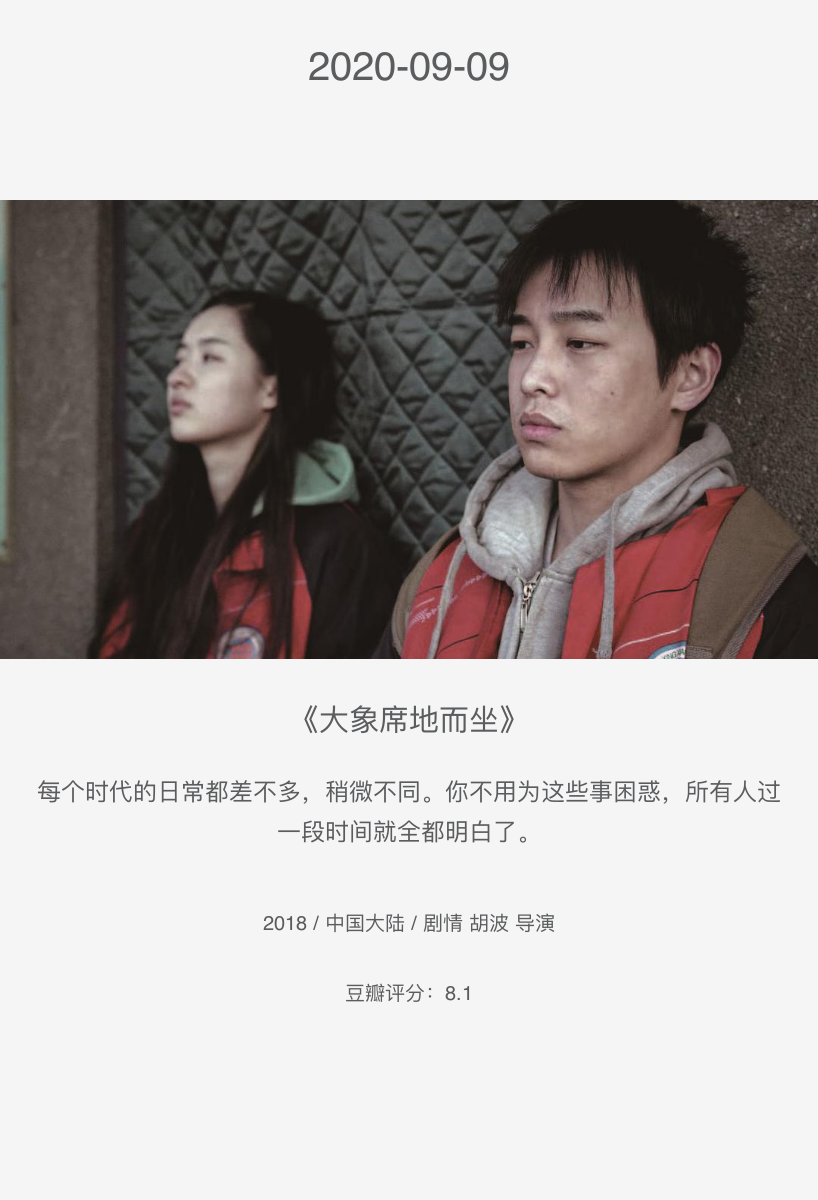 2020-09-09
《大象席地而坐》
每个时代的日常都差不多，稍微不同。你不用为这些事困惑，所有人过
一段时间就全都明白了。
2018 / 中国大陆 / 剧情 胡波 导演
豆瓣评分：8.1